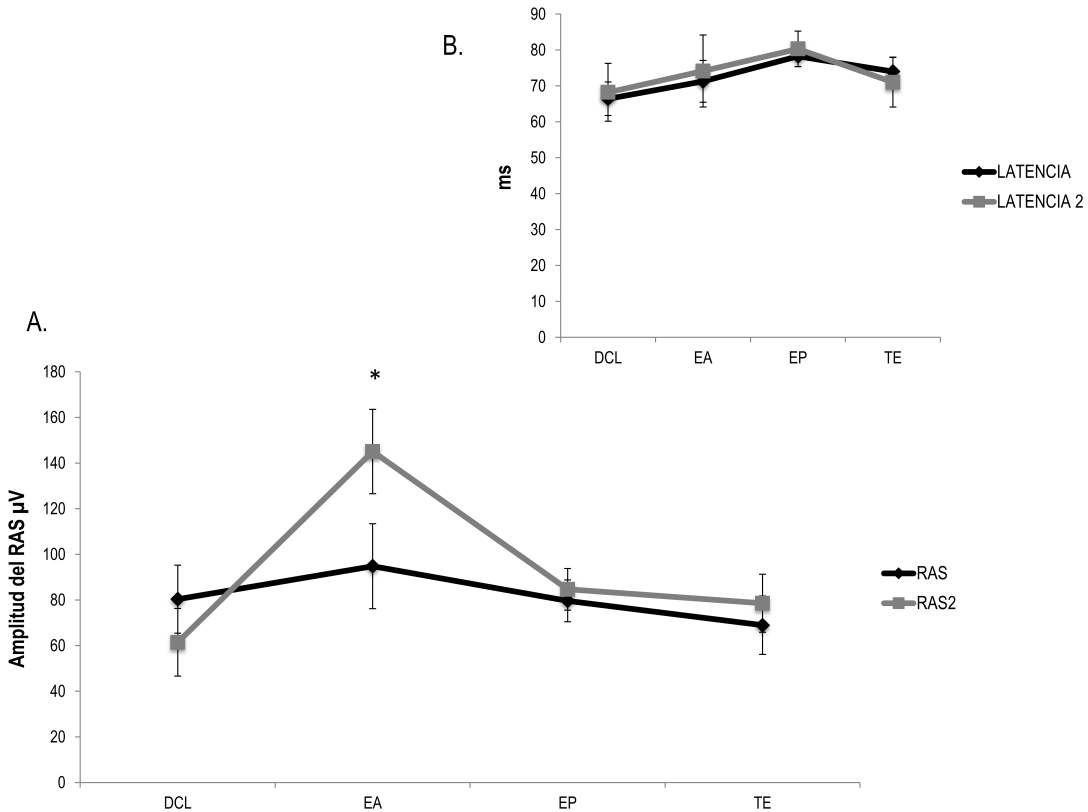 B.
90
80
70
60
50
40
30
20
10
0
ms
DCL EA EP TE
LATENCIA
LATENCIA 2
A.
180
160
140
120
100
80
60
40
20
0
Amplitud del RAS µV
*
DCL EA EP TE
RAS
RAS2